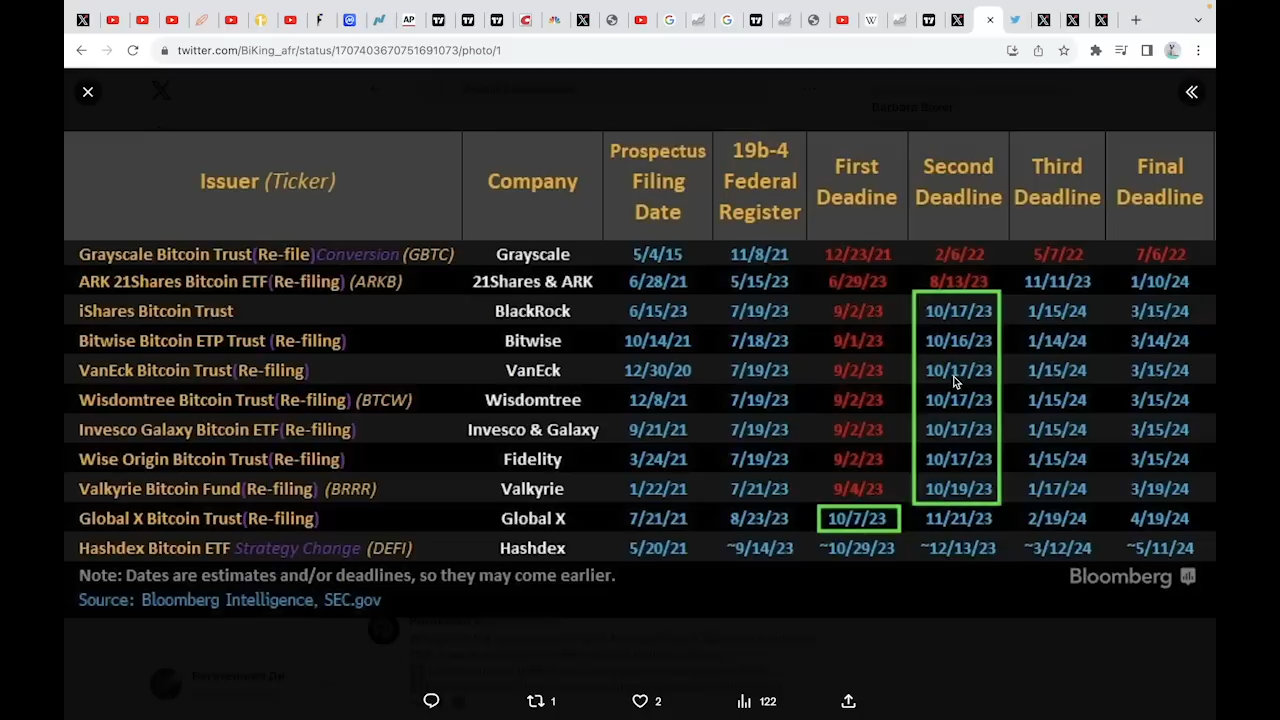 twitter.com/BiKing_afr/status/1707403670751691073/photo/1
Issuer (Ticker) Company Prospectus Filing Date 19b-4 Federal Register First Deadine Second Deadline Third Deadline Final Deadline
Grayscale Bitcoin Trust(Re-file)Conversion (GBTC) Grayscale 5/4/15 11/8/21 12/23/21 2/6/22 5/7/22 7/6/22
ARK 21Shares Bitcoin ETF(Re-filing) (ARKB) 21Shares & ARK 6/28/21 5/15/23 6/29/23 8/13/23 11/11/23 1/10/24
iShares Bitcoin Trust BlackRock 6/15/23 7/19/23 9/2/23 10/17/23 1/15/24 3/15/24
Bitwise Bitcoin ETP Trust (Re-filing) Bitwise 10/14/21 7/18/23 9/1/23 10/16/23 1/14/24 3/14/24
VanEck Bitcoin Trust(Re-filing) VanEck 12/30/20 7/19/23 9/2/23 10/17/23 1/15/24 3/15/24
Wisdomtree Bitcoin Trust(Re-filing) (BTCW) Wisdomtree 12/8/21 7/19/23 9/2/23 10/17/23 1/15/24 3/15/24
Invesco Galaxy Bitcoin ETF(Re-filing) Invesco & Galaxy 9/21/21 7/19/23 9/2/23 10/17/23 1/15/24 3/15/24
Wise Origin Bitcoin Trust(Re-filing) Fidelity 3/24/21 7/19/23 9/2/23 10/17/23 1/15/24 3/15/24
Valkyrie Bitcoin Fund(Re-filing) (BRRR) Valkyrie 1/22/21 7/21/23 9/4/23 10/19/23 1/17/24 3/19/24
Global X Bitcoin Trust(Re-filing) Global X 7/21/21 8/23/23 10/7/23 11/21/23 2/19/24 4/19/24
Hashdex Bitcoin ETF Strategy Change (DEFI) Hashdex 5/20/21 ~9/14/23 ~10/29/23 ~12/13/23 ~3/12/24 ~5/11/24
Note: Dates are estimates and/or deadlines, so they may come earlier.
Bloomberg
Source: Bloomberg Intelligence, SEC.gov
1 2 122